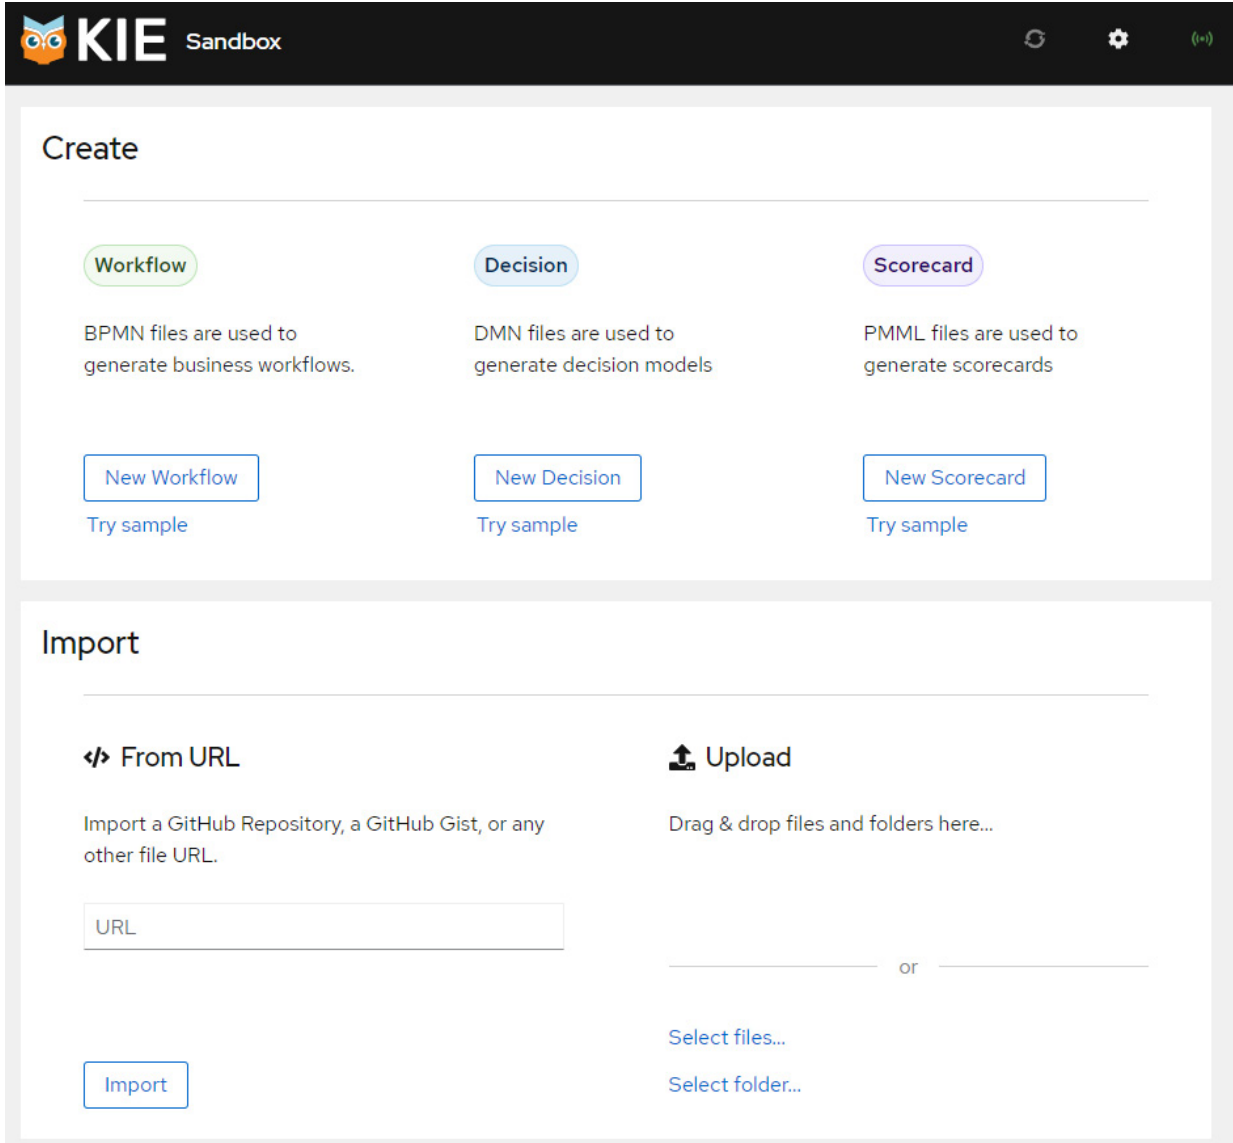 KIE Sandbox
Create
Workflow
BPMN files are used to
generate business workflows.
New Workflow
Try sample
Decision
DMN files are used to
generate decision models
New Decision
Try sample
Scorecard
PMML files are used to
generate scorecards
New Scorecard
Try sample
Import
From URL
Import a GitHub Repository, a GitHub Gist, or any
other file URL.
URL
Import
Upload
Drag & drop files and folders here...
or
Select files...
Select folder...